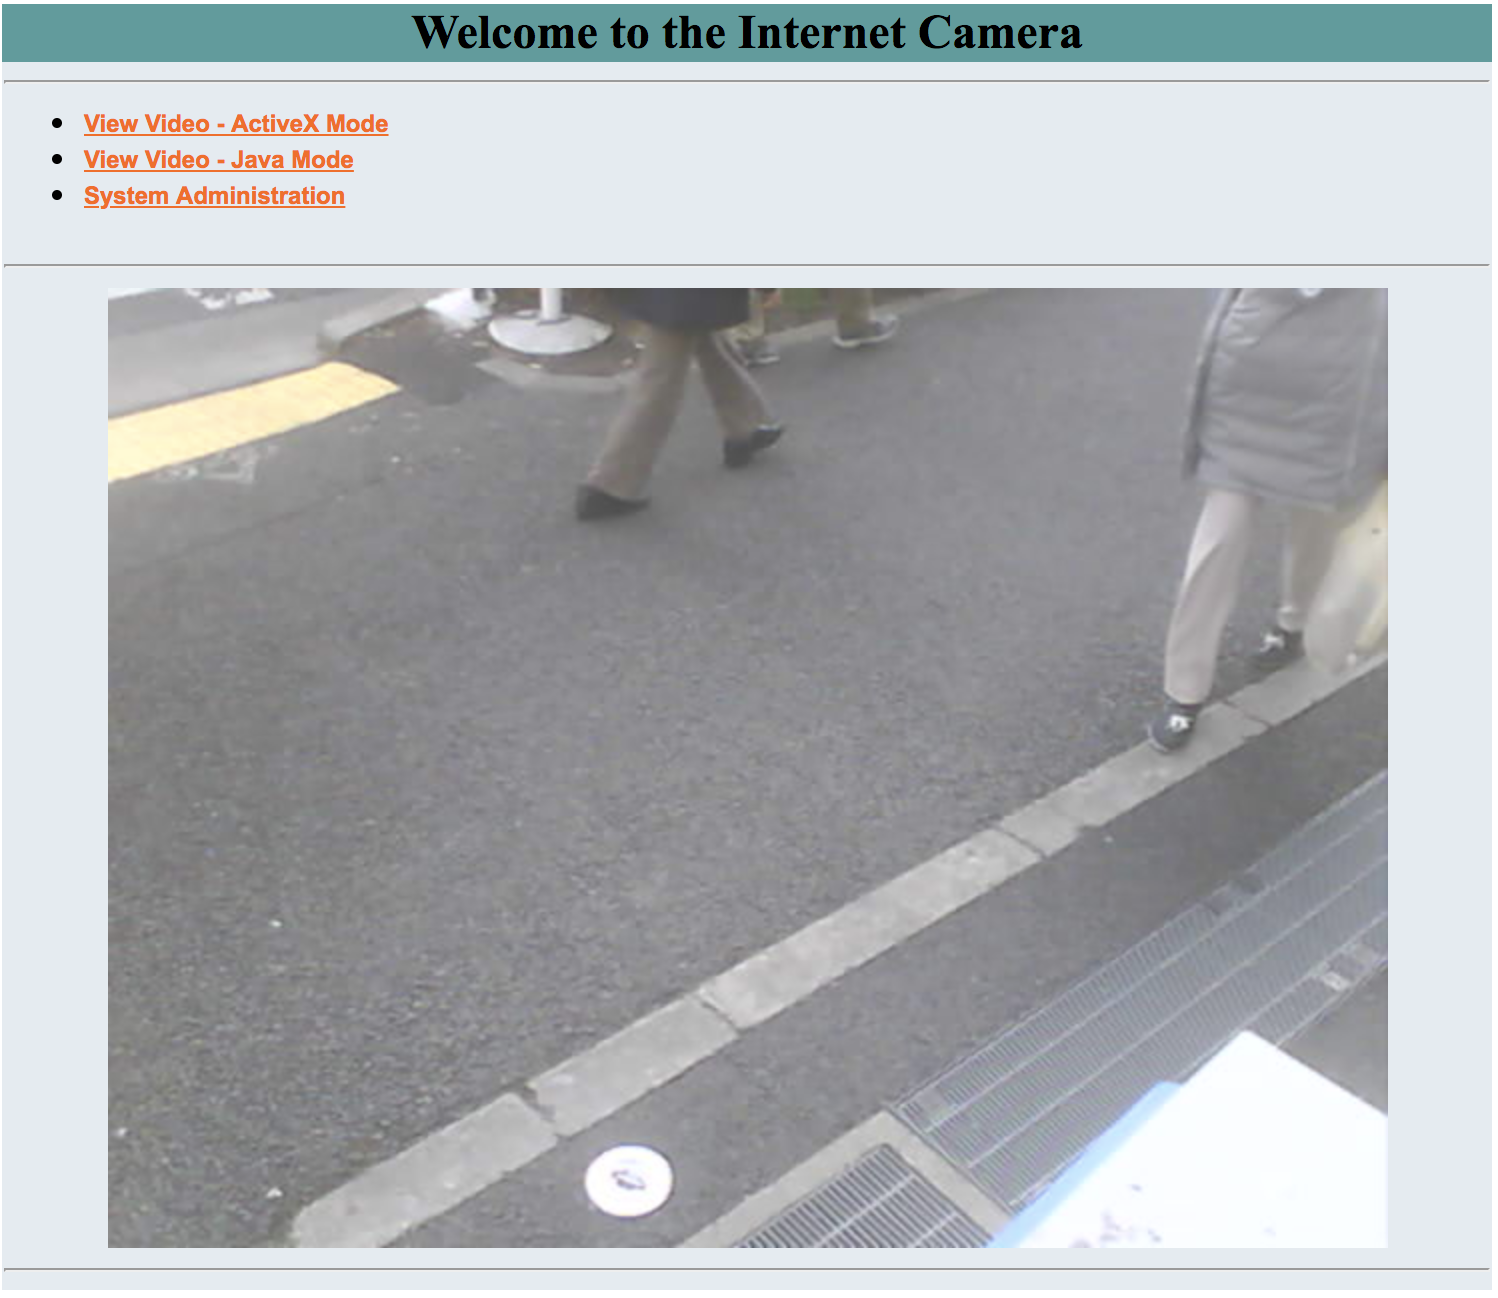 Welcome to the Internet Camera
View Video - ActiveX Mode
View Video - Java Mode
System Administration